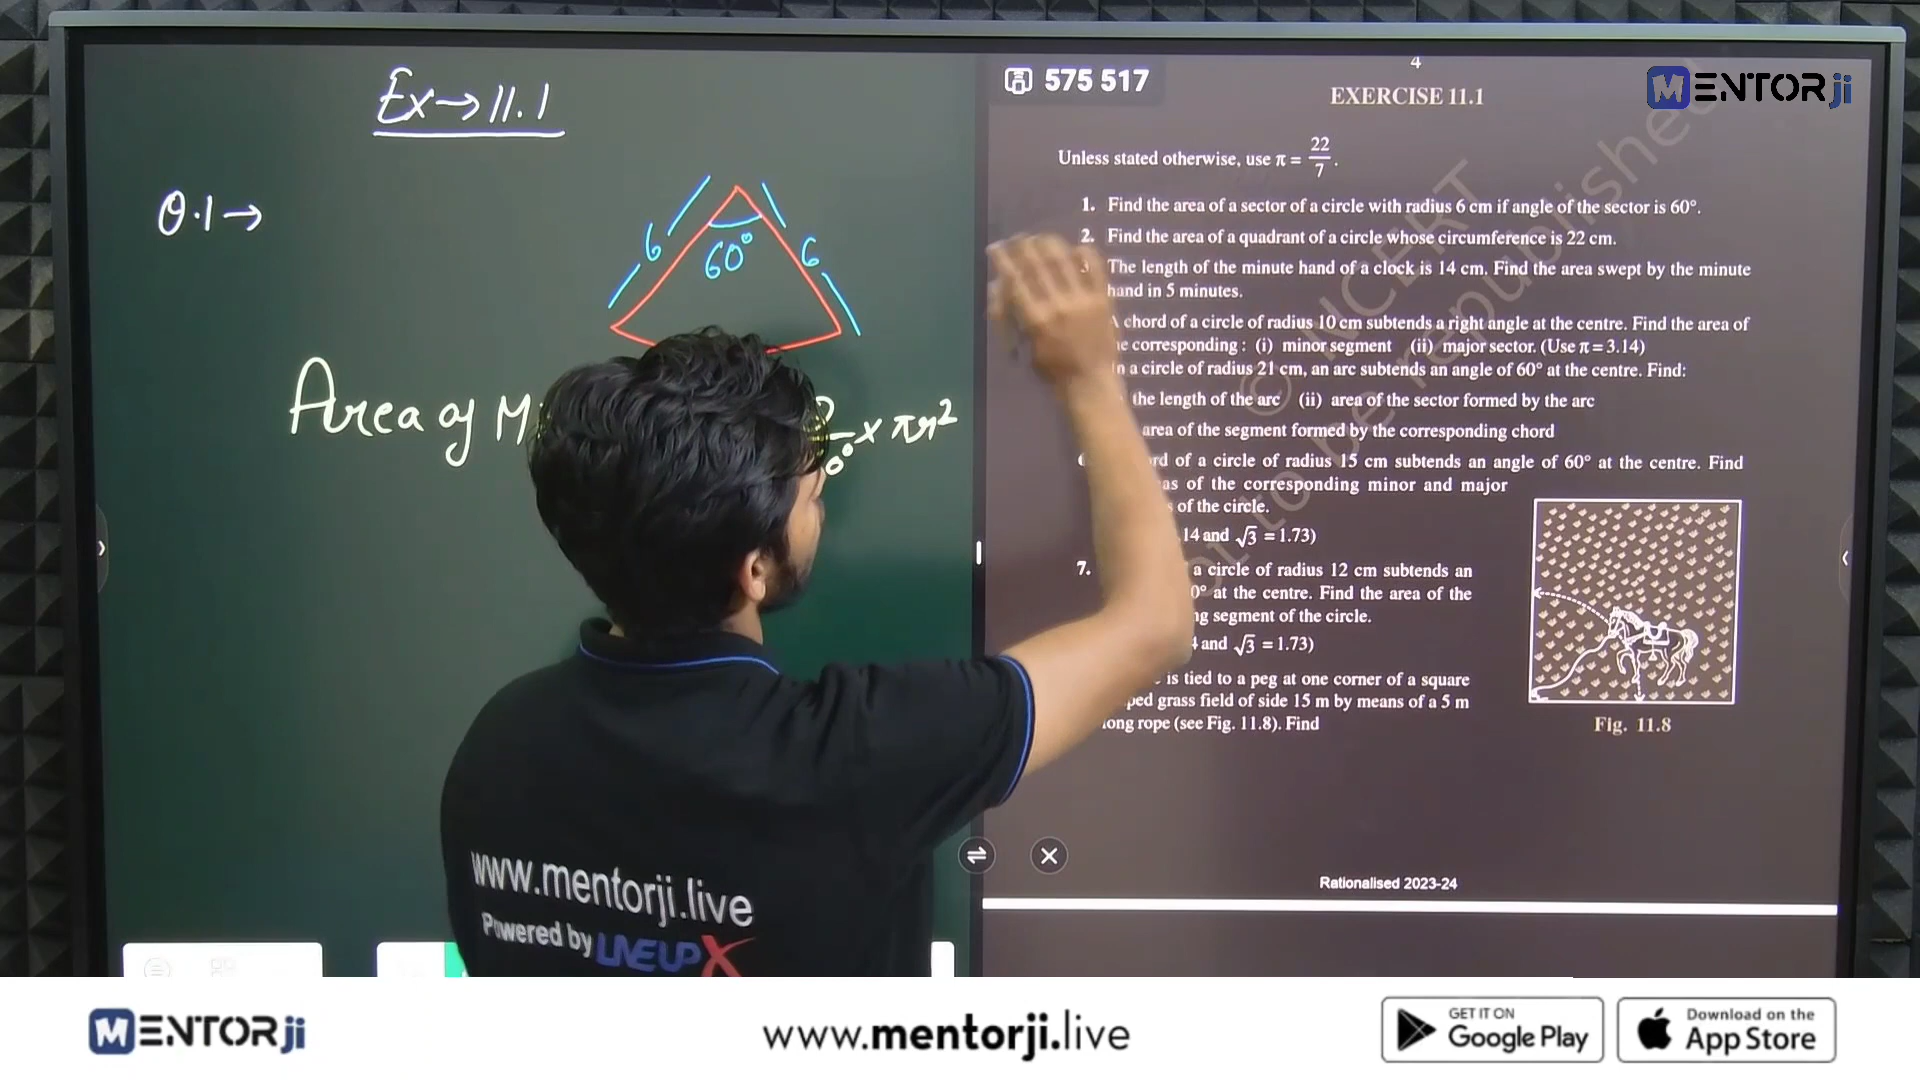 Ex→11.1
Q.1→
6
60°
6
Area of
× πr²
575 517
4
EXERCISE 11.1
MENTORji
Unless stated otherwise, use π = 22/7.
1. Find the area of a sector of a circle with radius 6 cm if angle of the sector is 60°.
2. Find the area of a quadrant of a circle whose circumference is 22 cm.
The length of the minute hand of a clock is 14 cm. Find the area swept by the minute
hand in 5 minutes.
chord of a circle of radius 10 cm subtends a right angle at the centre. Find the area of
corresponding : (i) minor segment (ii) major sector. (Use π = 3.14)
a circle of radius 21 cm, an arc subtends an angle of 60° at the centre. Find:
the length of the arc (ii) area of the sector formed by the arc
area of the segment formed by the corresponding chord
of a circle of radius 15 cm subtends an angle of 60° at the centre. Find
of the corresponding minor and major
of the circle.
14 and √3 = 1.73)
7. a circle of radius 12 cm subtends an
at the centre. Find the area of the
segment of the circle.
and √3 = 1.73)
is tied to a peg at one corner of a square
grass field of side 15 m by means of a 5 m
long rope (see Fig. 11.8). Find
Fig. 11.8
© NCERT
to be republished
Rationalised 2023-24
www.mentorji.live
Powered by LIVEUPX
MENTORji
www.mentorji.live
GET IT ON
Google Play
Download on the
App Store